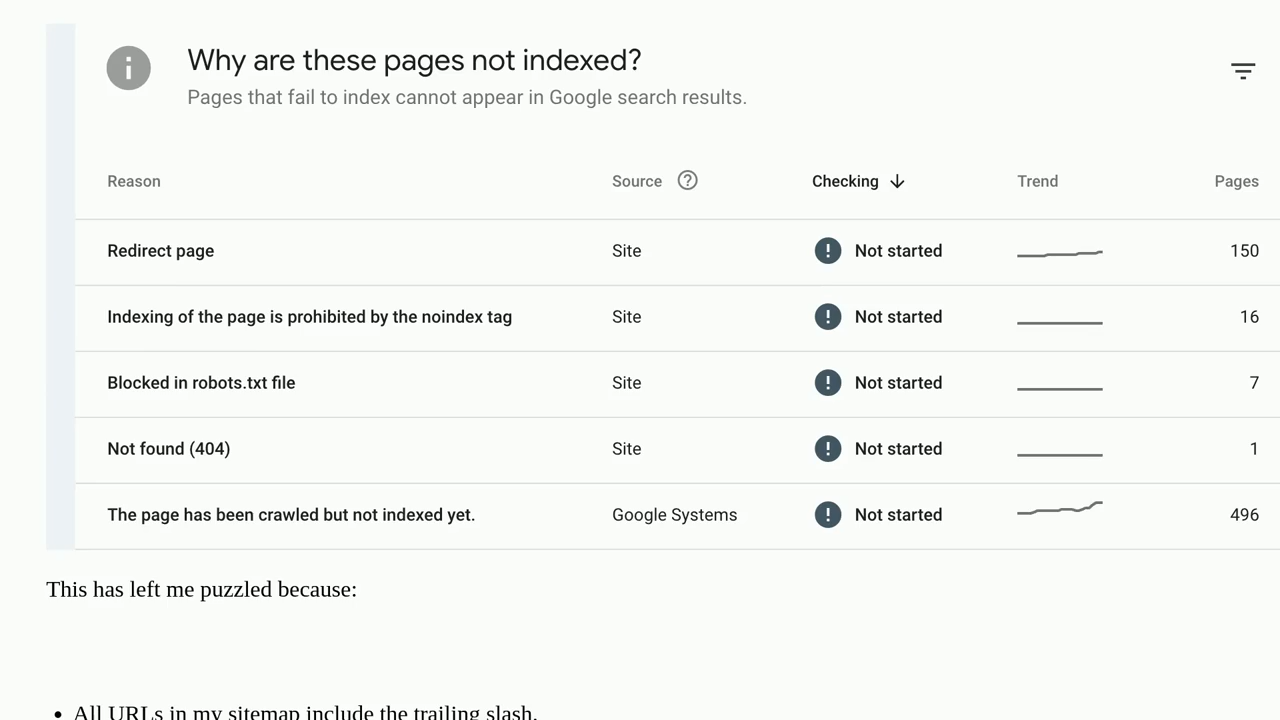 Why are these pages not indexed?
Pages that fail to index cannot appear in Google search results.
Reason Source Checking Trend Pages
Redirect page Site Not started 150
Indexing of the page is prohibited by the noindex tag Site Not started 16
Blocked in robots.txt file Site Not started 7
Not found (404) Site Not started 1
The page has been crawled but not indexed yet. Google Systems Not started 496
This has left me puzzled because:
• All URLs in my sitemap include the trailing slash.